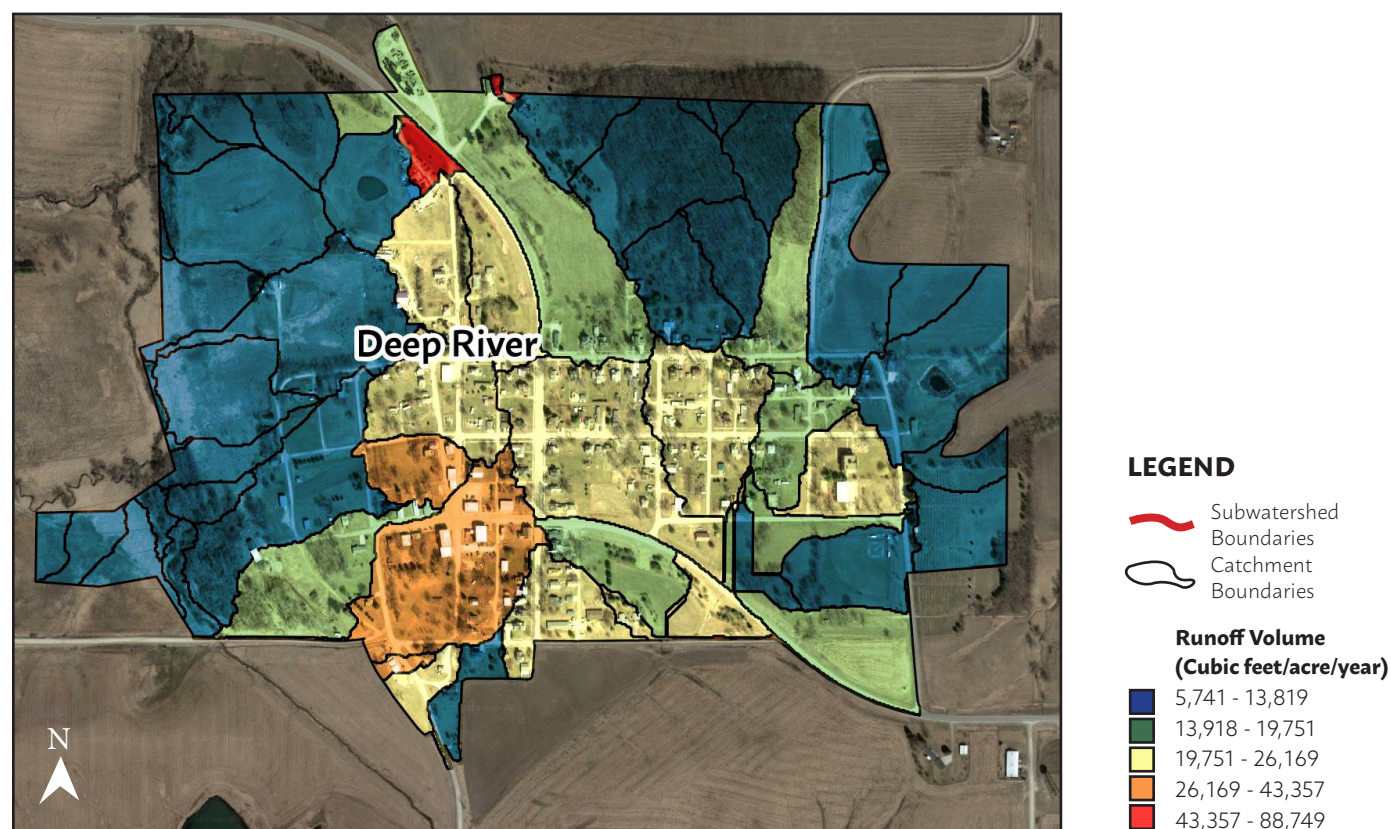 Deep River
N
LEGEND
Subwatershed
Boundaries
Catchment
Boundaries
Runoff Volume
(Cubic feet/acre/year)
5,741 - 13,819
13,918 - 19,751
19,751 - 26,169
26,169 - 43,357
43,357 - 88,749